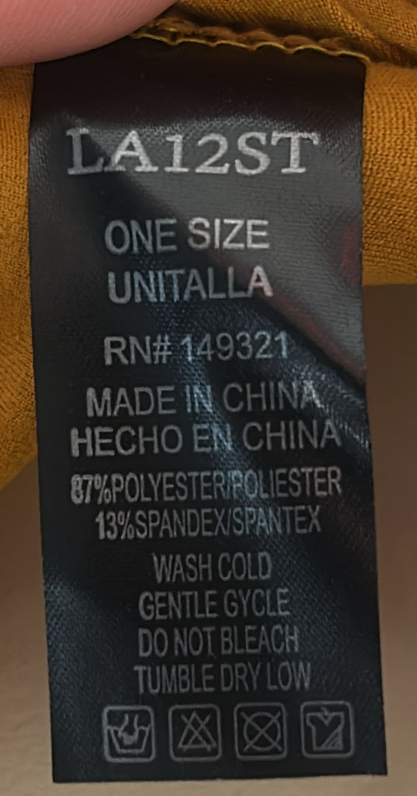 LA12ST
ONE SIZE
UNITALLA
RN# 149321
MADE IN CHINA
HECHO EN CHINA
87%POLYESTER/POLIESTER
13%SPANDEX/SPANTEX
WASH COLD
GENTLE GYCLE
DO NOT BLEACH
TUMBLE DRY LOW